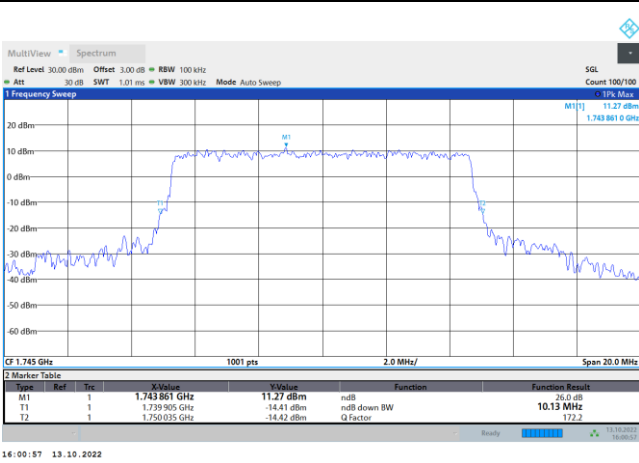 MultiView Spectrum
Ref Level 30.00 dBm Offset 3.00 dB RBW 100 kHz SGL
Att 30 dB SWT 1.01 ms VBW 300 kHz Mode Auto Sweep Count 100/100
1 Frequency Sweep 1Pk Max
M1[1] 11.27 dBm
1.743 861 0 GHz
20 dBm
M1
10 dBm
0 dBm
-10 dBm
T1 T2
-20 dBm
-30 dBm
-40 dBm
-50 dBm
-60 dBm
CF 1.745 GHz 1001 pts 2.0 MHz/ Span 20.0 MHz
2 Marker Table
Type Ref Trc X-Value Y-Value Function Function Result
M1 1 1.743 861 GHz 11.27 dBm ndB 26.0 dB
T1 1 1.739 905 GHz -14.41 dBm ndB down BW 10.13 MHz
T2 1 1.750 035 GHz -14.42 dBm Q Factor 172.2
Ready 13.10.2022
16:00:57
16:00:57 13.10.2022